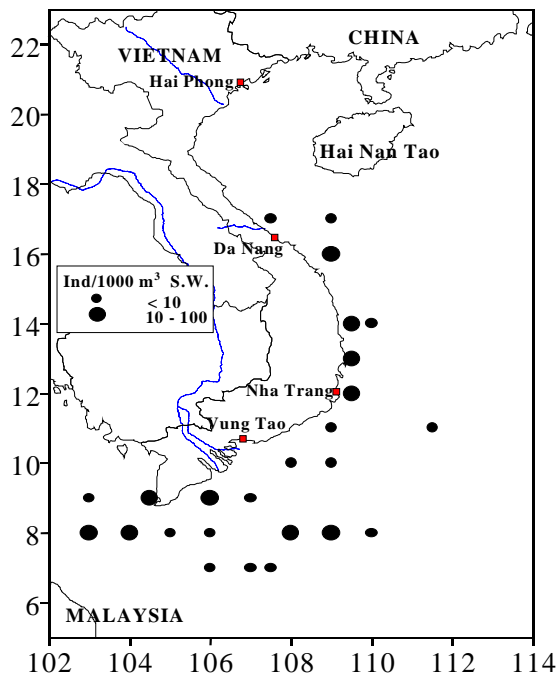 22
20
18
16
14
12
10
8
6
CHINA
VIETNAM
Hai Phong
Hai Nan Tao
Da Nang
Ind/1000 m³ S.W.
< 10
10 - 100
Nha Trang
Vung Tao
MALAYSIA
102 104 106 108 110 112 114